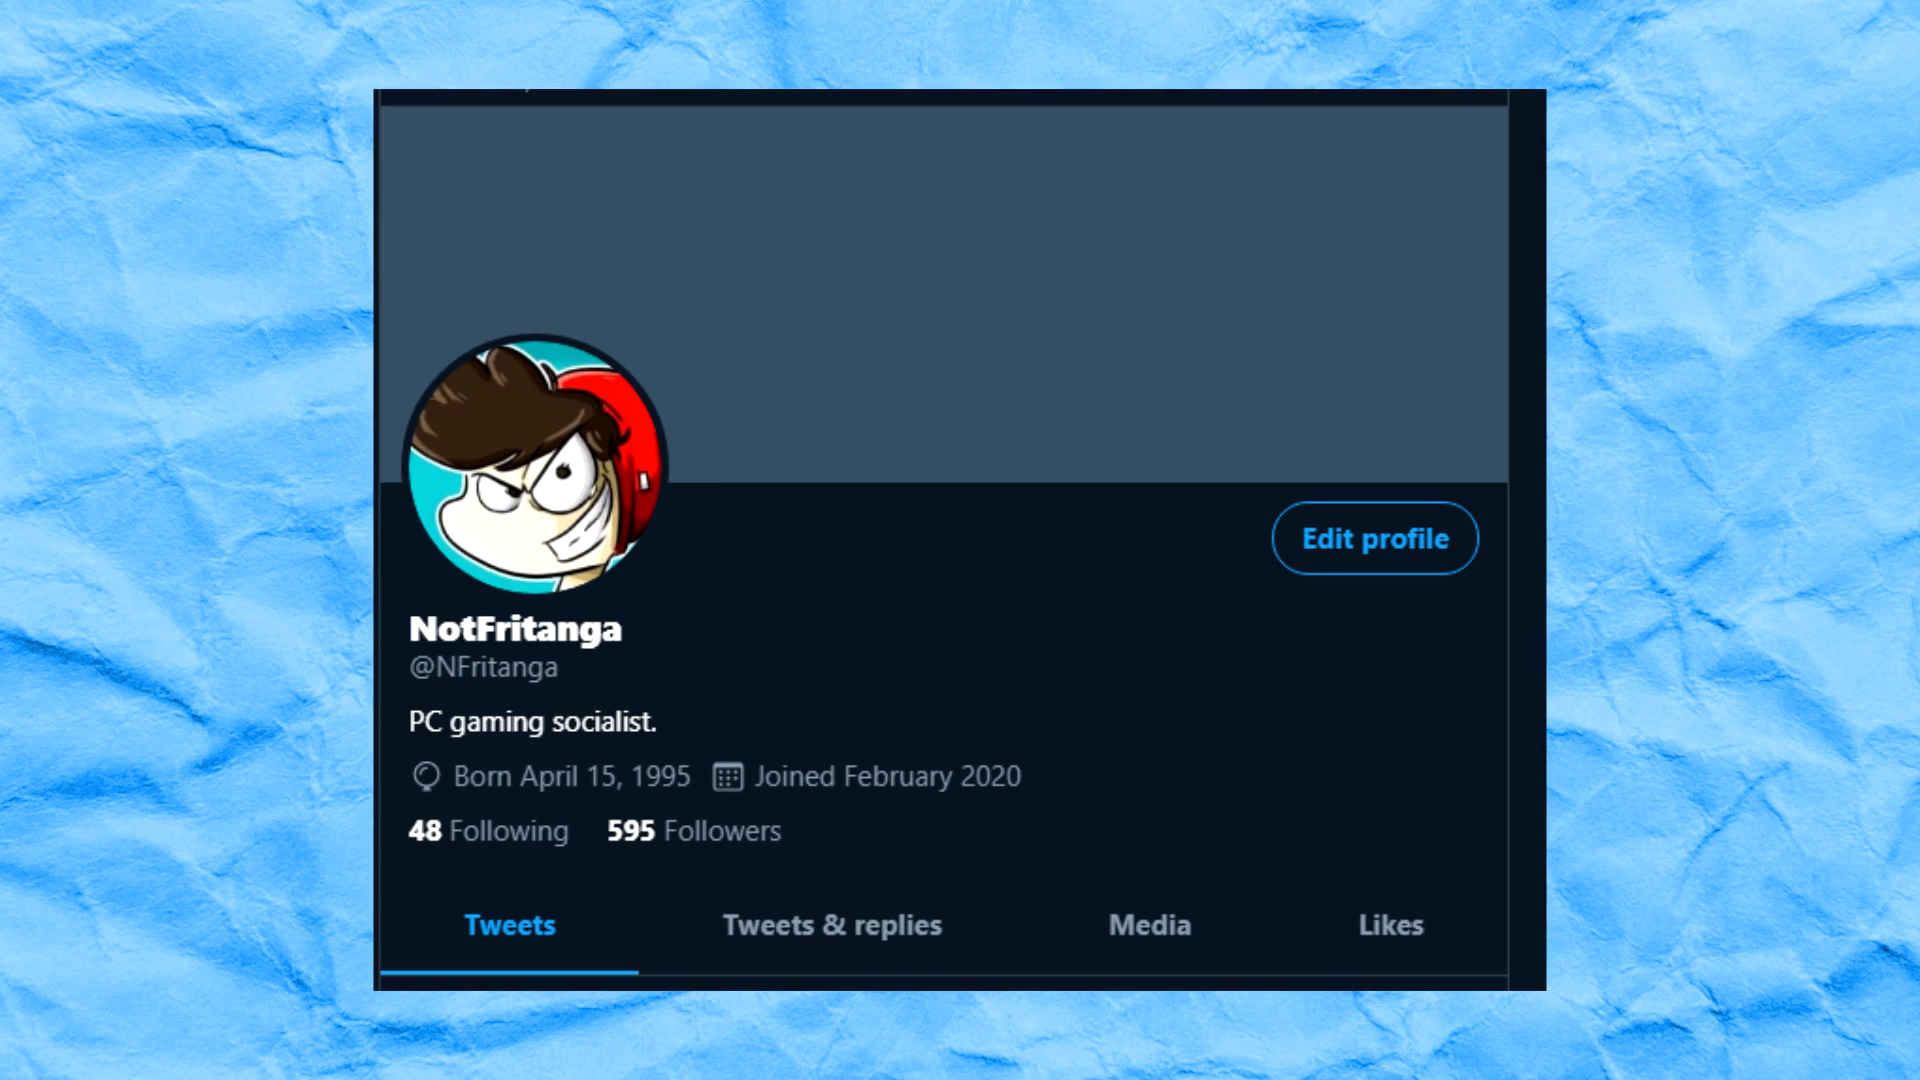 Edit profile
NotFritanga
@NFritanga
PC gaming socialist.
Born April 15, 1995 Joined February 2020
48 Following 595 Followers
Tweets Tweets & replies Media Likes